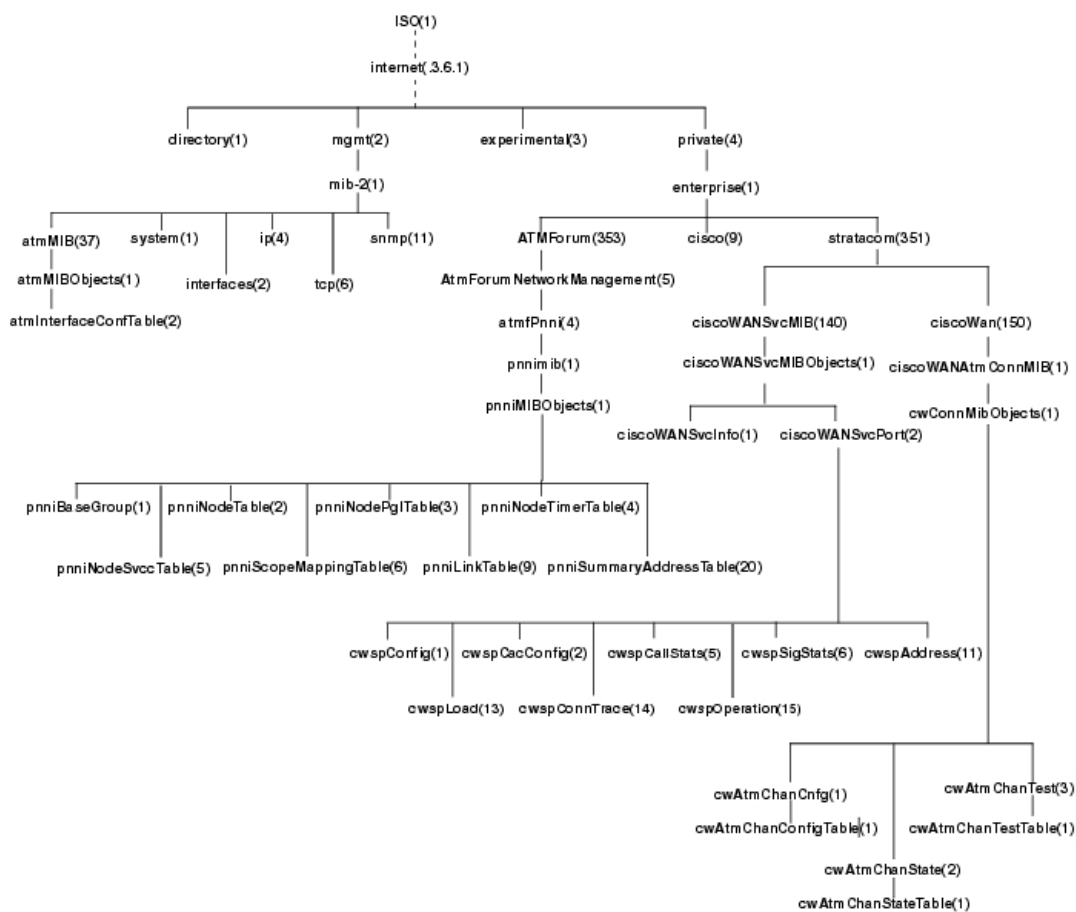 ISO(1)
internet(.3.6.1)
directory(1) mgmt(2) experimental(3) private(4)
mib-2(1) enterprise(1)
atmMIB(37) system(1) ip(4) snmp(11) ATMForum(353) cisco(9) stratacom(351)
atmMIBObjects(1) interfaces(2) tcp(6) AtmForumNetworkManagement(5)
atmInterfaceConfTable(2) atmfPnni(4) ciscoWANSvcMIB(140) ciscoWan(150)
pnnimib(1) ciscoWANSvcMIBObjects(1) ciscoWANAtmConnMIB(1)
pnniMIBObjects(1) cwConnMibObjects(1)
ciscoWANSvcInfo(1) ciscoWANSvcPort(2)
pnniBaseGroup(1) pnniNodeTable(2) pnniNodePglTable(3) pnniNodeTimerTable(4)
pnniNodeSvccTable(5) pnniScopeMappingTable(6) pnniLinkTable(9) pnniSummaryAddressTable(20)
cwspConfig(1) cwspCacConfig(2) cwspCallStats(5) cwspSigStats(6) cwspAddress(11)
cwspLoad(13) cwspConnTrace(14) cwspOperation(15)
cwAtmChanCnfg(1) cwAtmChanTest(3)
cwAtmChanConfigTable(1) cwAtmChanTestTable(1)
cwAtmChanState(2)
cwAtmChanStateTable(1)